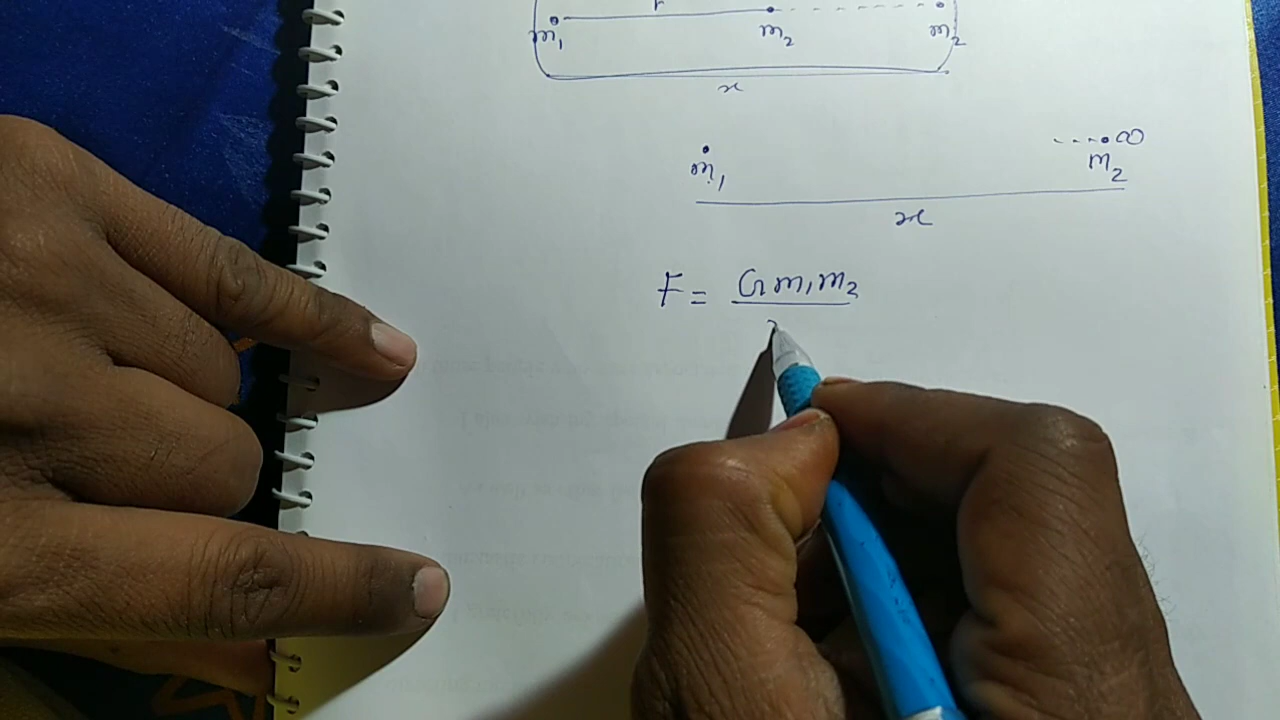 r
m₁ m₂ m₂
x
m₁ ∞
m₂
x
F = Gm₁m₂